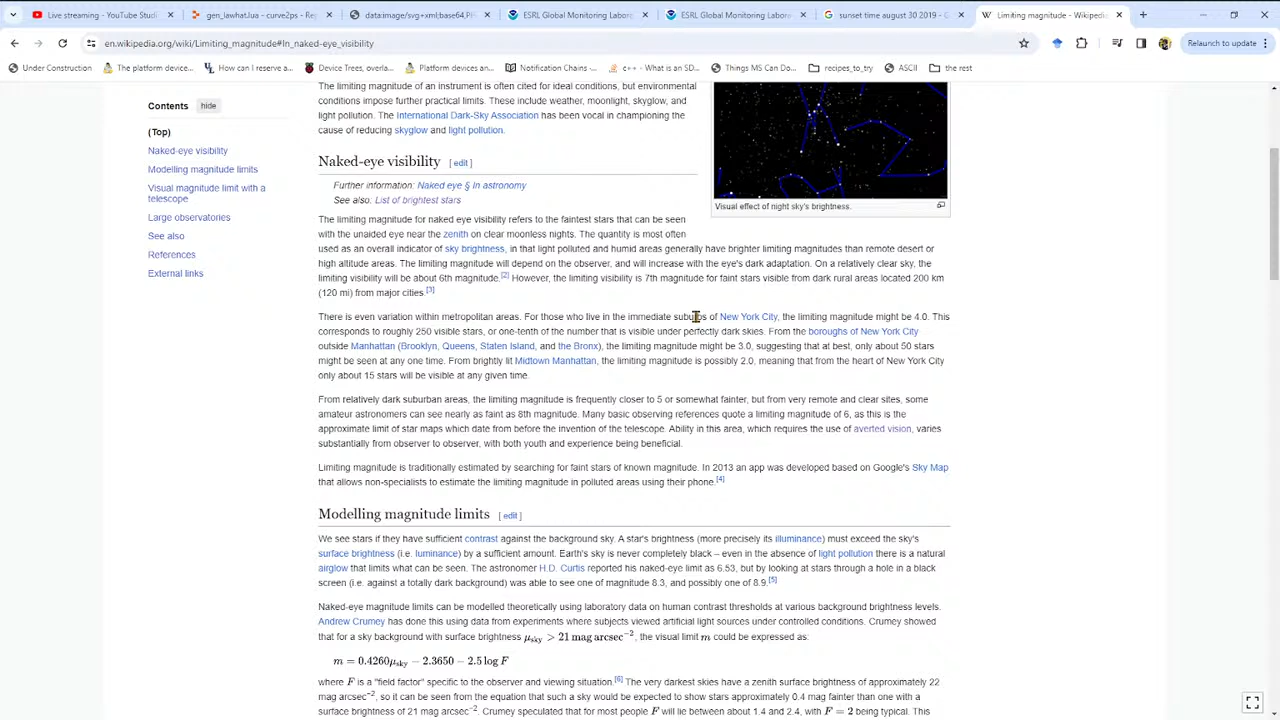 Live streaming - YouTube Studi
gen_lawhat.lua - curve2ps - Rep
data:image/svg+xml;base64,PH
ESRL Global Monitoring Labora
ESRL Global Monitoring Labora
sunset time august 30 2019 - G
Limiting magnitude - Wikipedia
en.wikipedia.org/wiki/Limiting_magnitude#In_naked-eye_visibility
Relaunch to update
Under Construction
The platform device...
How can I reserve a...
Device Trees, overla...
Platform devices an...
Notification Chains -...
c++ - What is an SD...
Things MS Can Do...
recipes_to_try
ASCII
the rest
Contents hide
(Top)
Naked-eye visibility
Modelling magnitude limits
Visual magnitude limit with a
telescope
Large observatories
See also
References
External links
The limiting magnitude of an instrument is often cited for ideal conditions, but environmental
conditions impose further practical limits. These include weather, moonlight, skyglow, and
light pollution. The International Dark-Sky Association has been vocal in championing the
cause of reducing skyglow and light pollution.
Visual effect of night sky's brightness.
Naked-eye visibility [ edit ]
Further information: Naked eye § In astronomy
See also: List of brightest stars
The limiting magnitude for naked eye visibility refers to the faintest stars that can be seen
with the unaided eye near the zenith on clear moonless nights. The quantity is most often
used as an overall indicator of sky brightness, in that light polluted and humid areas generally have brighter limiting magnitudes than remote desert or
high altitude areas. The limiting magnitude will depend on the observer, and will increase with the eye's dark adaptation. On a relatively clear sky, the
limiting visibility will be about 6th magnitude.[2] However, the limiting visibility is 7th magnitude for faint stars visible from dark rural areas located 200 km
(120 mi) from major cities.[3]
There is even variation within metropolitan areas. For those who live in the immediate suburbs of New York City, the limiting magnitude might be 4.0. This
corresponds to roughly 250 visible stars, or one-tenth of the number that is visible under perfectly dark skies. From the boroughs of New York City
outside Manhattan (Brooklyn, Queens, Staten Island, and the Bronx), the limiting magnitude might be 3.0, suggesting that at best, only about 50 stars
might be seen at any one time. From brightly lit Midtown Manhattan, the limiting magnitude is possibly 2.0, meaning that from the heart of New York City
only about 15 stars will be visible at any given time.
From relatively dark suburban areas, the limiting magnitude is frequently closer to 5 or somewhat fainter, but from very remote and clear sites, some
amateur astronomers can see nearly as faint as 8th magnitude. Many basic observing references quote a limiting magnitude of 6, as this is the
approximate limit of star maps which date from before the invention of the telescope. Ability in this area, which requires the use of averted vision, varies
substantially from observer to observer, with both youth and experience being beneficial.
Limiting magnitude is traditionally estimated by searching for faint stars of known magnitude. In 2013 an app was developed based on Google's Sky Map
that allows non-specialists to estimate the limiting magnitude in polluted areas using their phone.[4]
Modelling magnitude limits [ edit ]
We see stars if they have sufficient contrast against the background sky. A star's brightness (more precisely its illuminance) must exceed the sky's
surface brightness (i.e. luminance) by a sufficient amount. Earth's sky is never completely black – even in the absence of light pollution there is a natural
airglow that limits what can be seen. The astronomer H.D. Curtis reported his naked-eye limit as 6.53, but by looking at stars through a hole in a black
screen (i.e. against a totally dark background) was able to see one of magnitude 8.3, and possibly one of 8.9.[5]
Naked-eye magnitude limits can be modelled theoretically using laboratory data on human contrast thresholds at various background brightness levels.
Andrew Crumey has done this using data from experiments where subjects viewed artificial light sources under controlled conditions. Crumey showed
that for a sky background with surface brightness μsky > 21 mag arcsec−2, the visual limit m could be expressed as:
m = 0.4260μsky − 2.3650 − 2.5 log F
where F is a "field factor" specific to the observer and viewing situation.[6] The very darkest skies have a zenith surface brightness of approximately 22
mag arcsec−2, so it can be seen from the equation that such a sky would be expected to show stars approximately 0.4 mag fainter than one with a
surface brightness of 21 mag arcsec−2. Crumey speculated that for most people F will lie between about 1.4 and 2.4, with F = 2 being typical. This